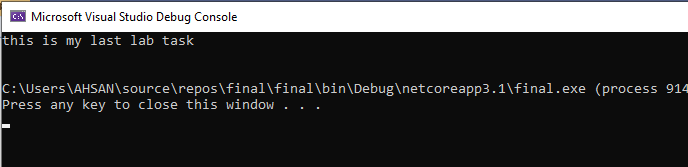 Microsoft Visual Studio Debug Console
this is my last lab task
C:\Users\AHSAN\source\repos\final\final\bin\Debug\netcoreapp3.1\final.exe (process 914
Press any key to close this window . . .